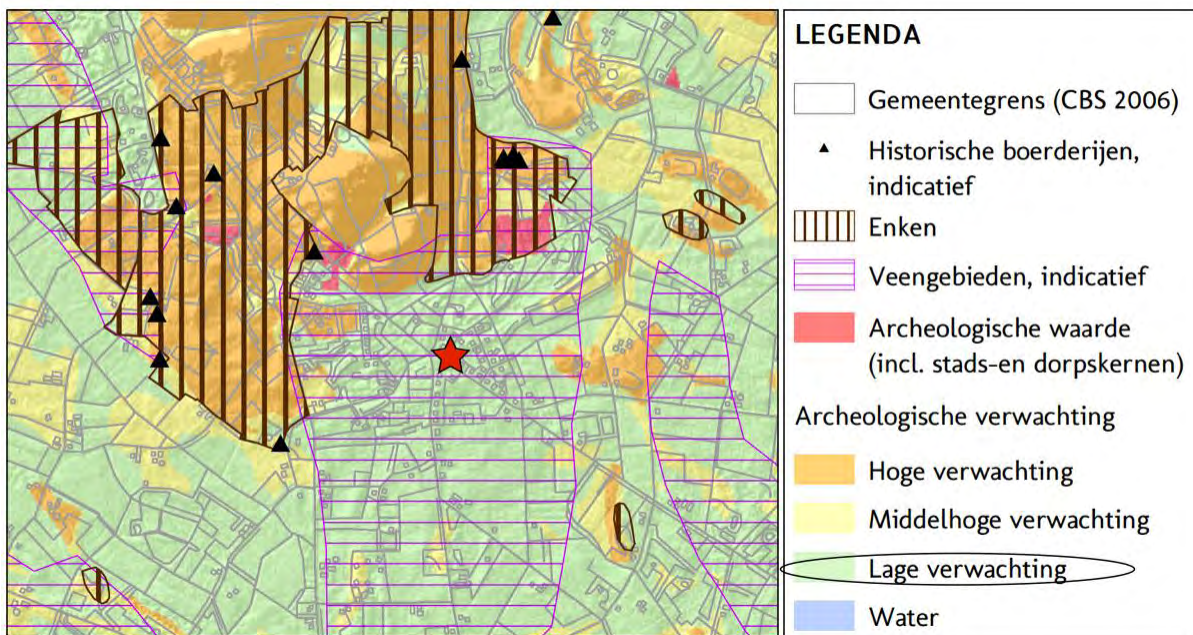 LEGENDA
Gemeentegrens (CBS 2006)
Historische boerderijen,
indicatief
Enken
Veengebieden, indicatief
Archeologische waarde
(incl. stads-en dorpskernen)
Archeologische verwachting
Hoge verwachting
Middelhoge verwachting
Lage verwachting
Water